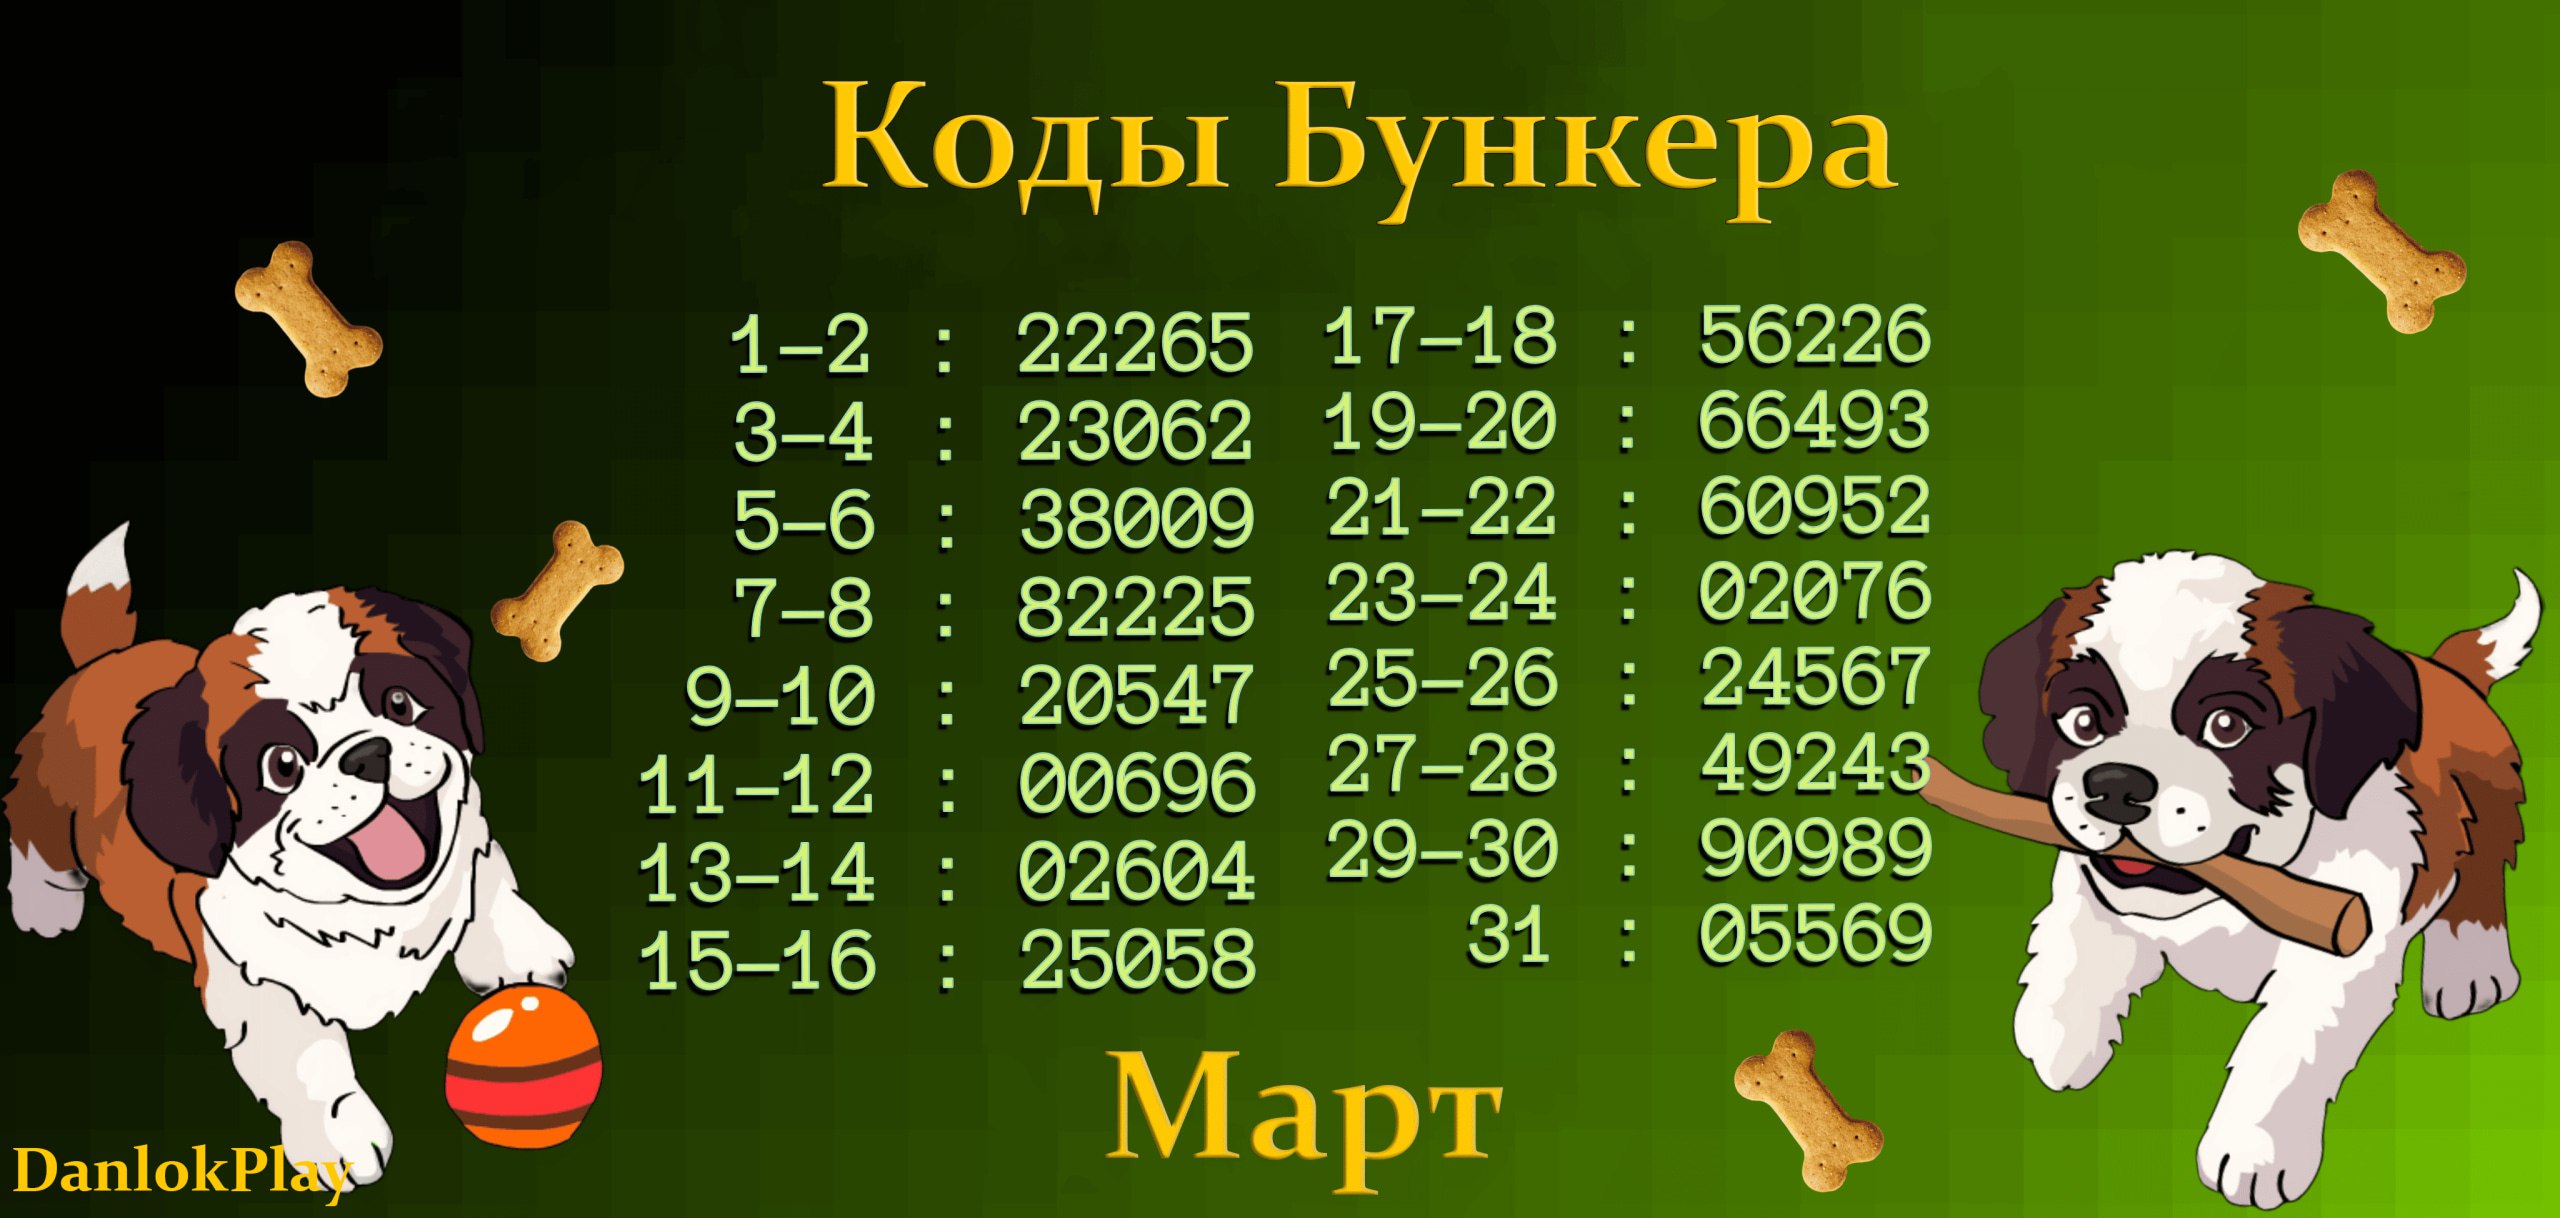 Коды Бункера
1-2 : 22265
3-4 : 23062
5-6 : 38009
7-8 : 82225
9-10 : 20547
11-12 : 00696
13-14 : 02604
15-16 : 25058
17-18 : 56226
19-20 : 66493
21-22 : 60952
23-24 : 02076
25-26 : 24567
27-28 : 49243
29-30 : 90989
31 : 05569
Март
DanlokPlay